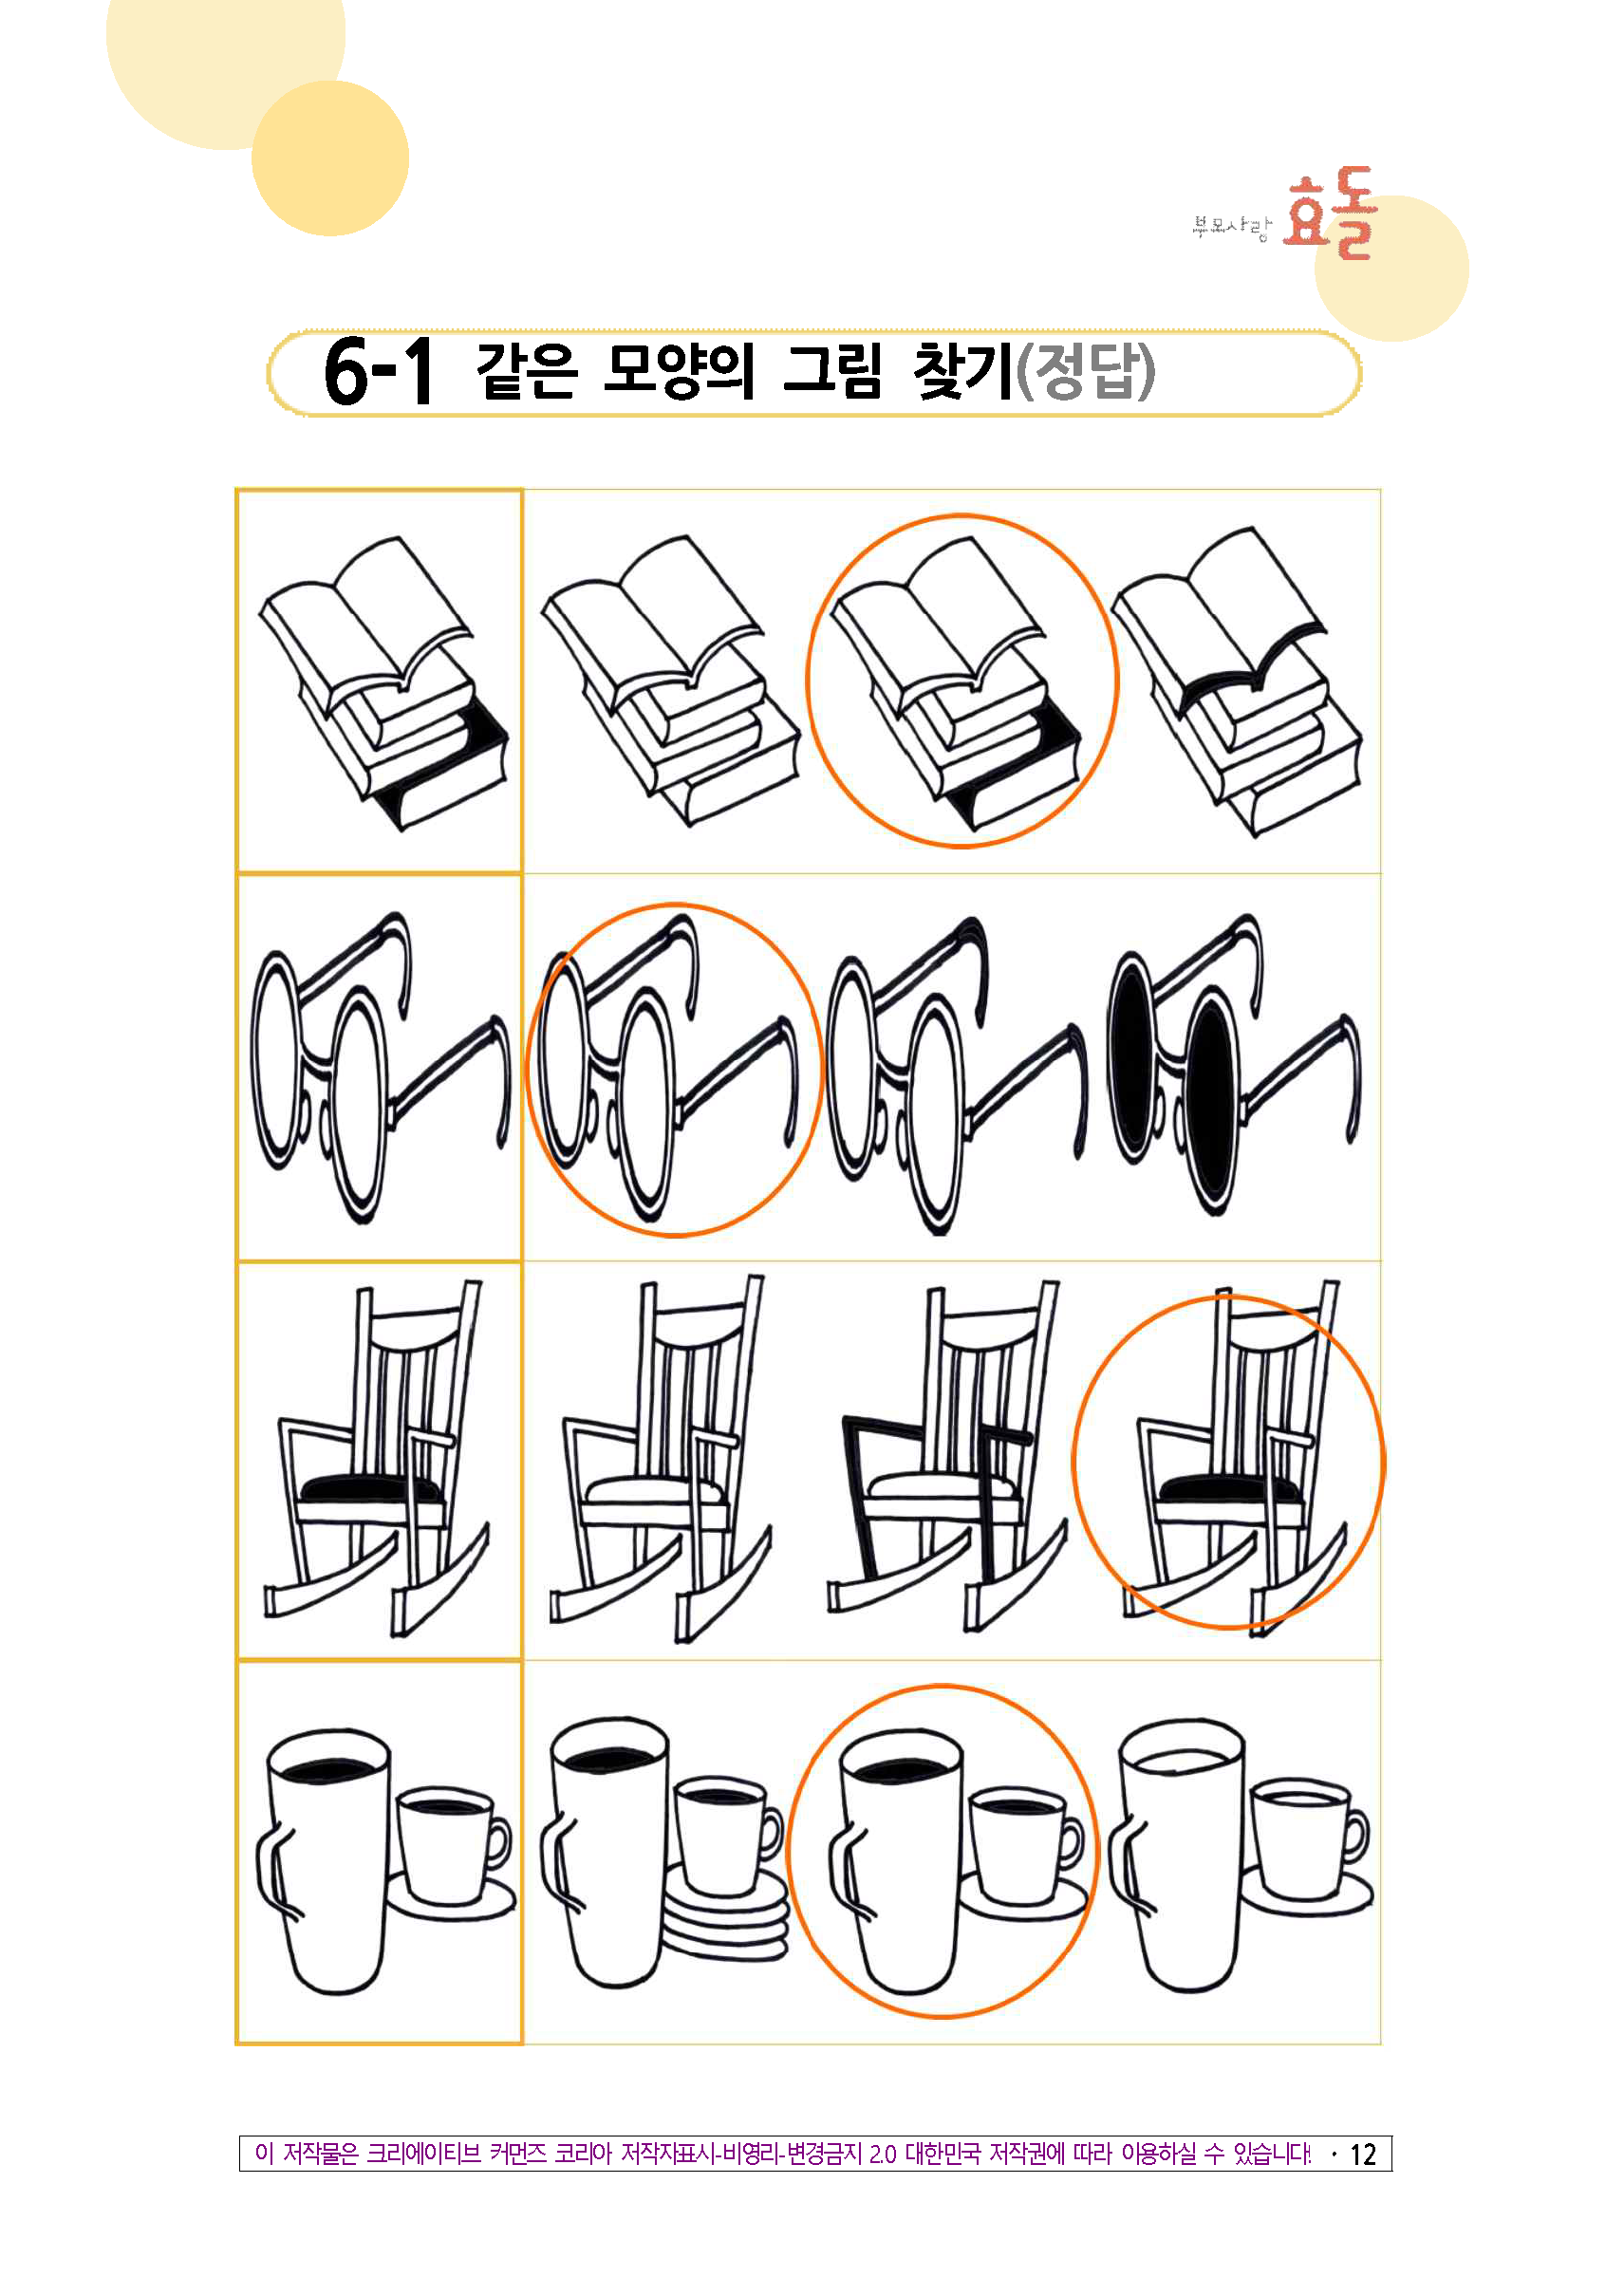 부모사랑 효돌
6-1 같은 모양의 그림 찾기(정답)
이 저작물은 크리에이티브 커먼즈 코리아 저작자표시-비영리-변경금지 2.0 대한민국 저작권에 따라 이용하실 수 있습니다! · 12